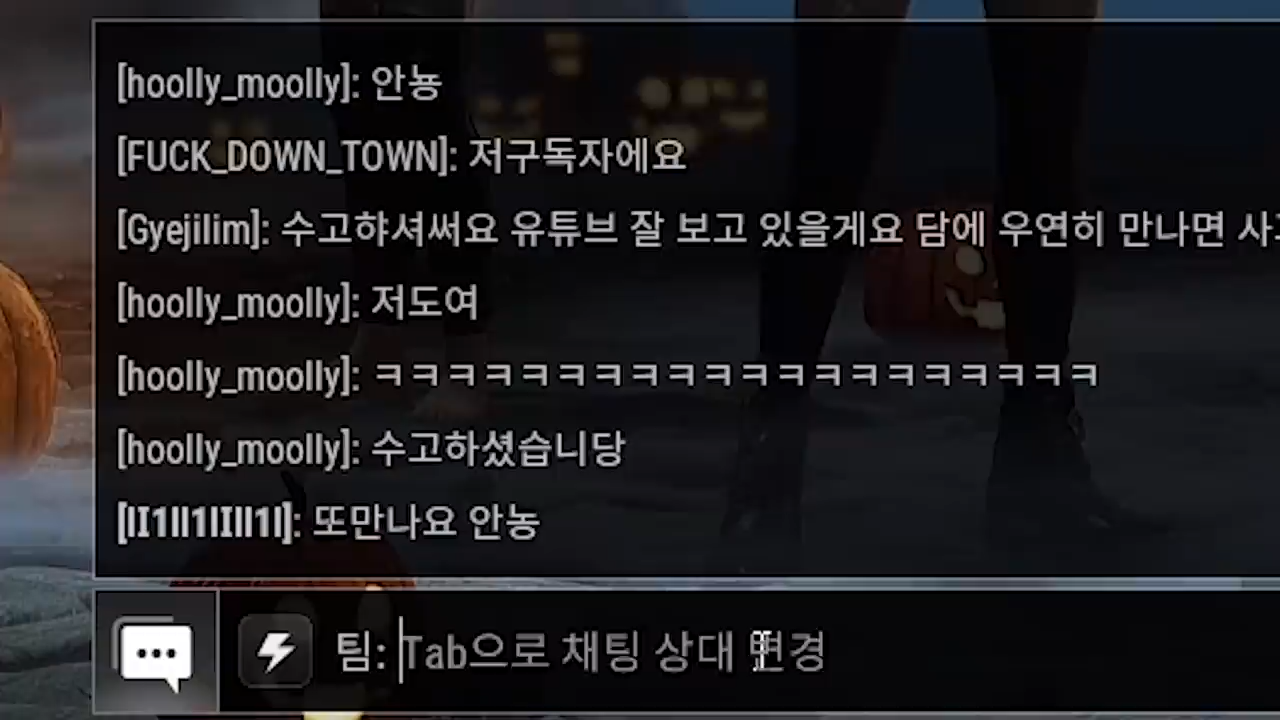 [hoolly_moolly]: 안뇽
[FUCK_DOWN_TOWN]: 저구독자에요
[Gyejilim]: 수고햐셔써요 유튜브 잘 보고 있을게요 담에 우연히 만나면
[hoolly_moolly]: 저도여
[hoolly_moolly]: ㅋㅋㅋㅋㅋㅋㅋㅋㅋㅋㅋㅋㅋㅋㅋㅋㅋㅋㅋㅋ
[hoolly_moolly]: 수고하셨습니당
또만나요 안농
팀: Tab으로 채팅 상대 변경